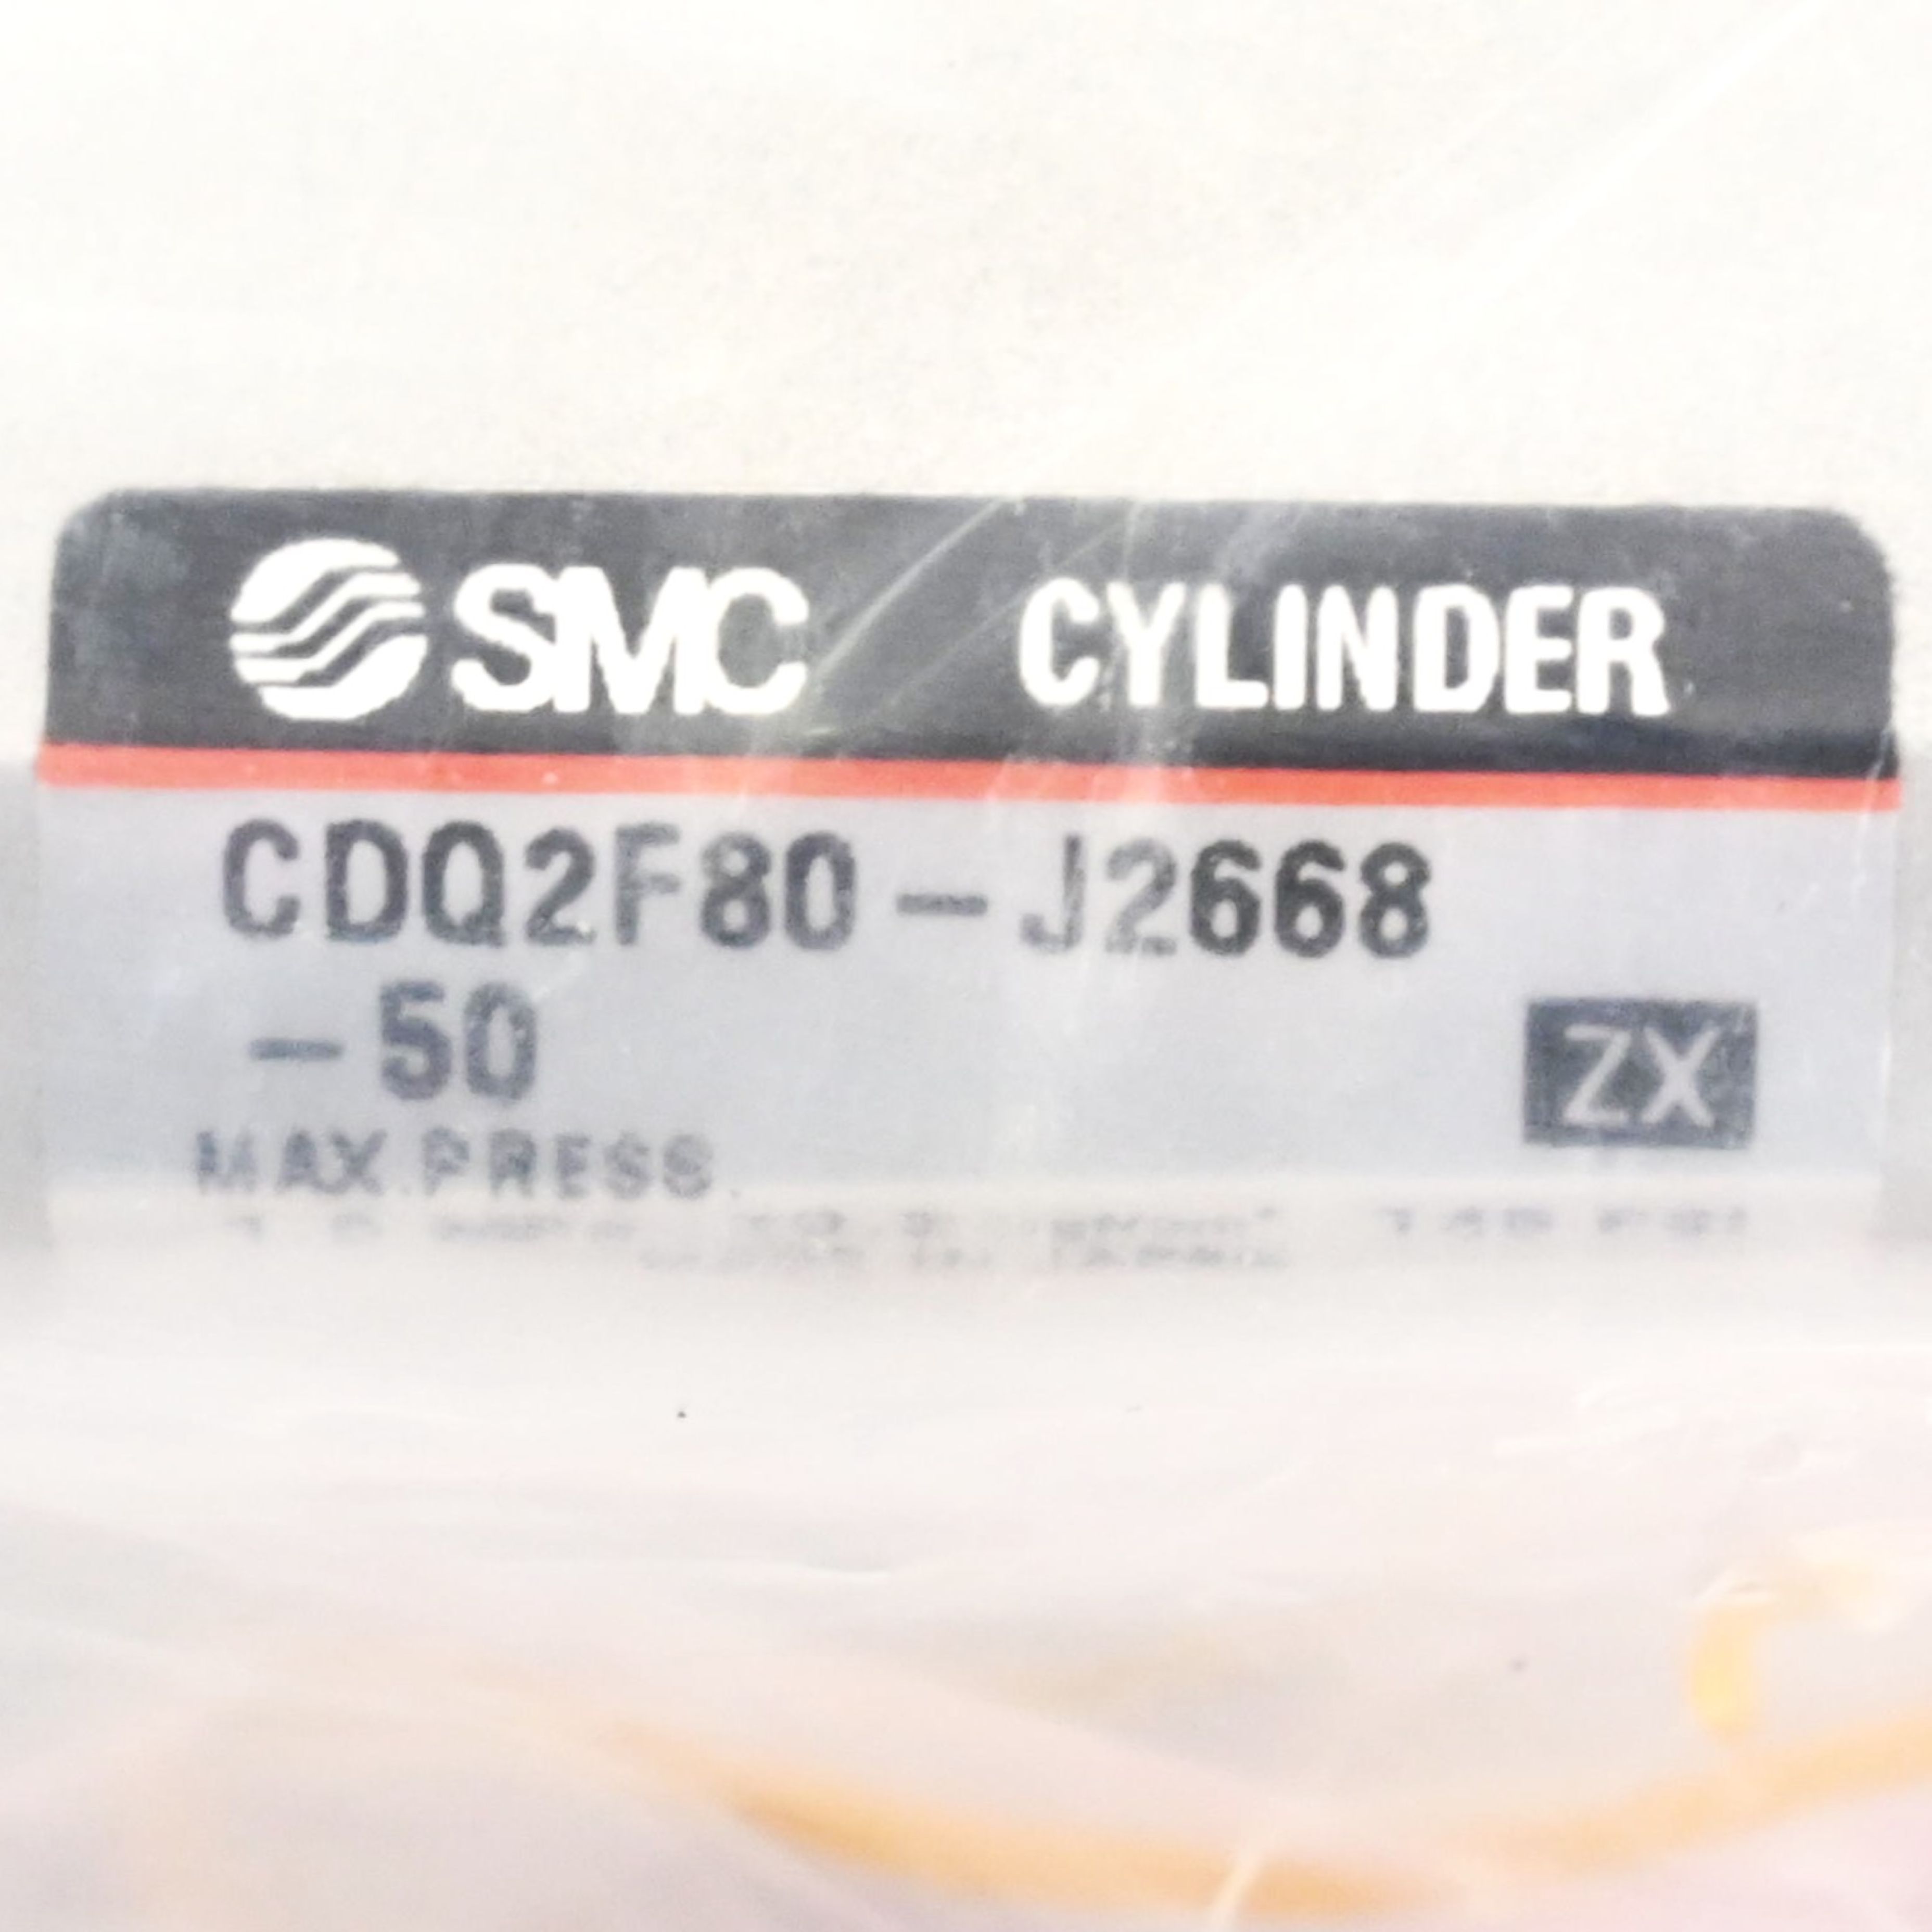 SMC CYLINDER
CDQ2F80-J2668
-50
ZX
MAX.PRESS.